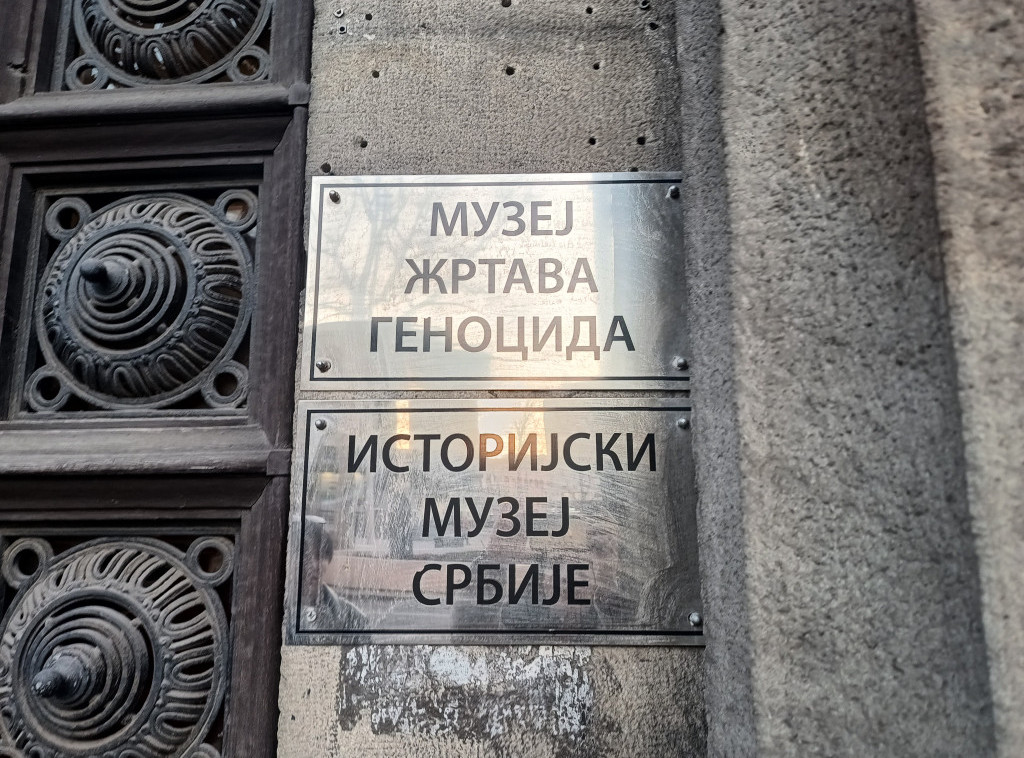 МУЗЕЈ
ЖРТАВА
ГЕНОЦИДА
ИСТОРИЈСКИ
МУЗЕЈ
СРБИЈЕ